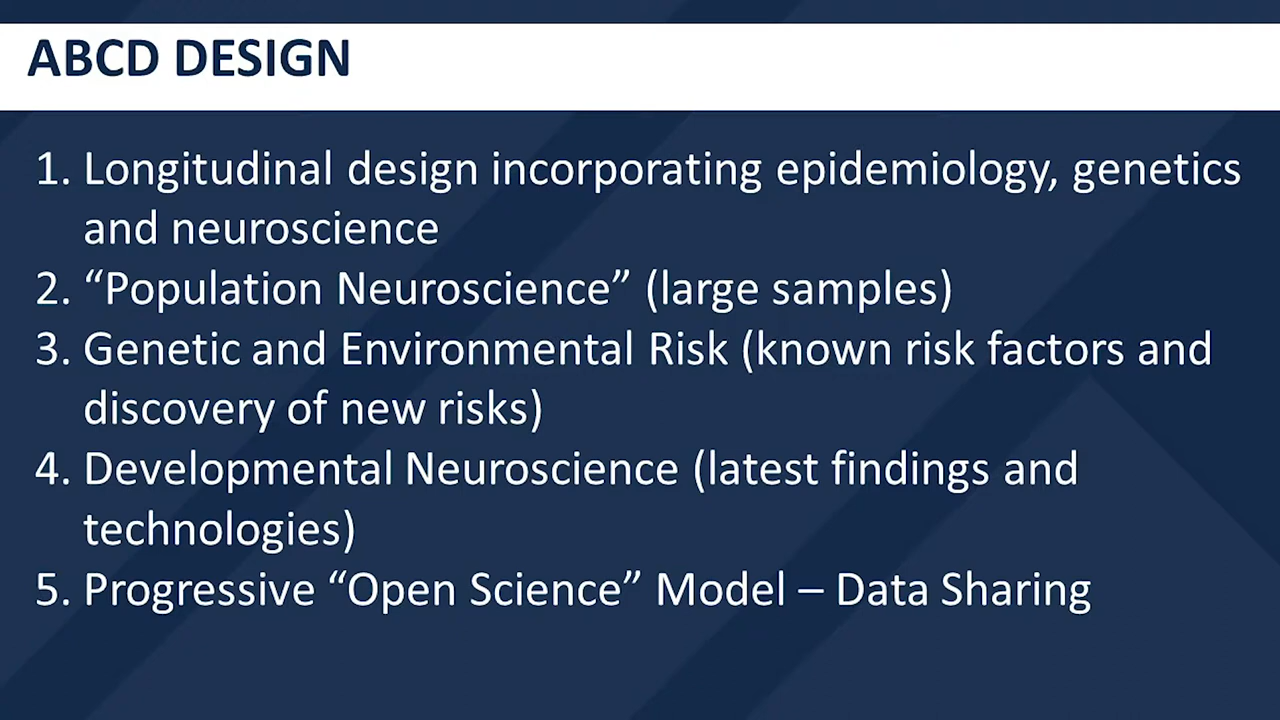 ABCD DESIGN
1. Longitudinal design incorporating epidemiology, genetics
and neuroscience
2. “Population Neuroscience” (large samples)
3. Genetic and Environmental Risk (known risk factors and
discovery of new risks)
4. Developmental Neuroscience (latest findings and
technologies)
5. Progressive “Open Science” Model – Data Sharing